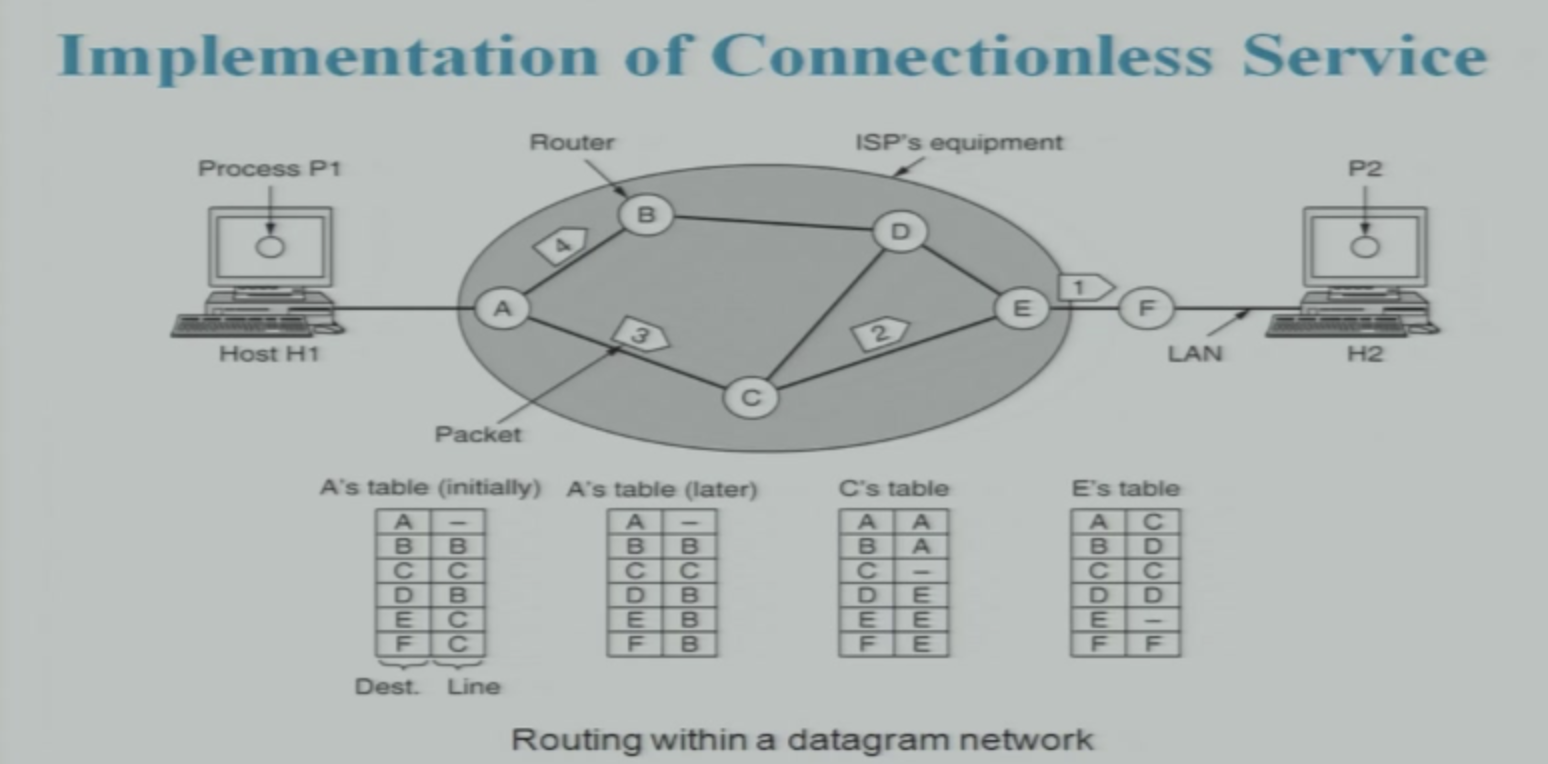 Implementation of Connectionless Service
Router
ISP's equipment
Process P1
P2
B
4
D
1
A
E
F
3
2
Host H1
LAN
H2
C
Packet
A's table (initially) A's table (later) C's table E's table
A – A – A A A C
B B B B B A B D
C C C C C – C C
D B D B D E D D
E C E B E E E –
F C F B F E F F
Dest. Line
Routing within a datagram network